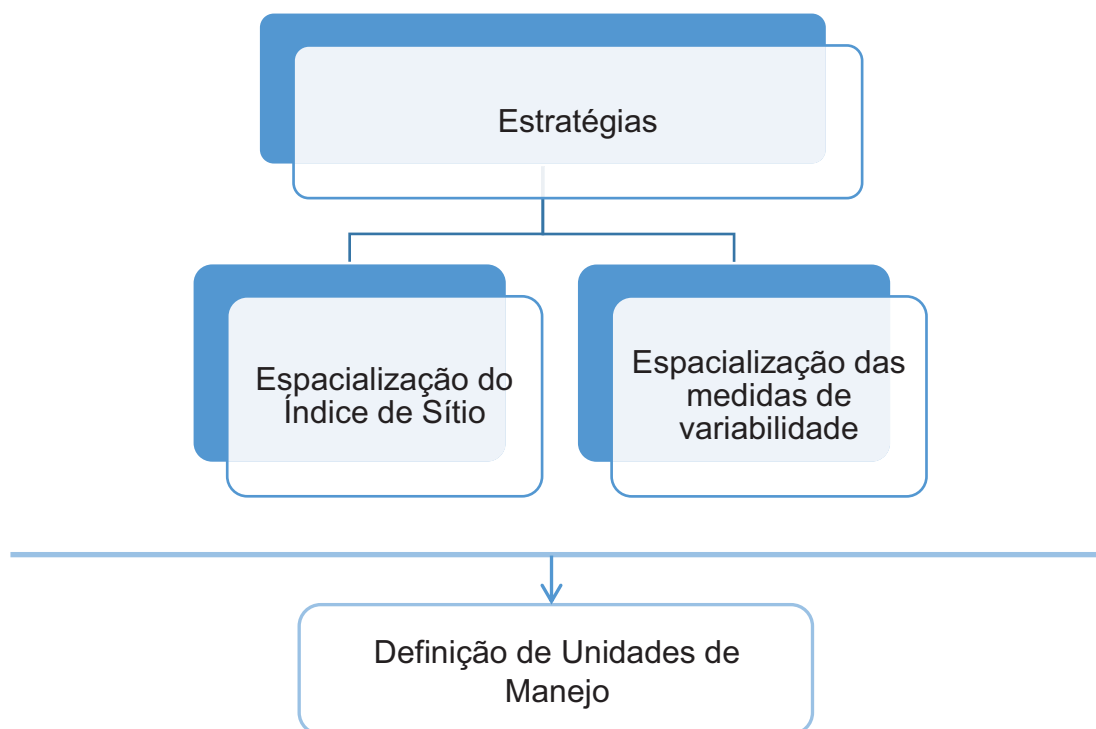 Estratégias
Espacialização do
Índice de Sítio
Espacialização das
medidas de
variabilidade
Definição de Unidades de
Manejo